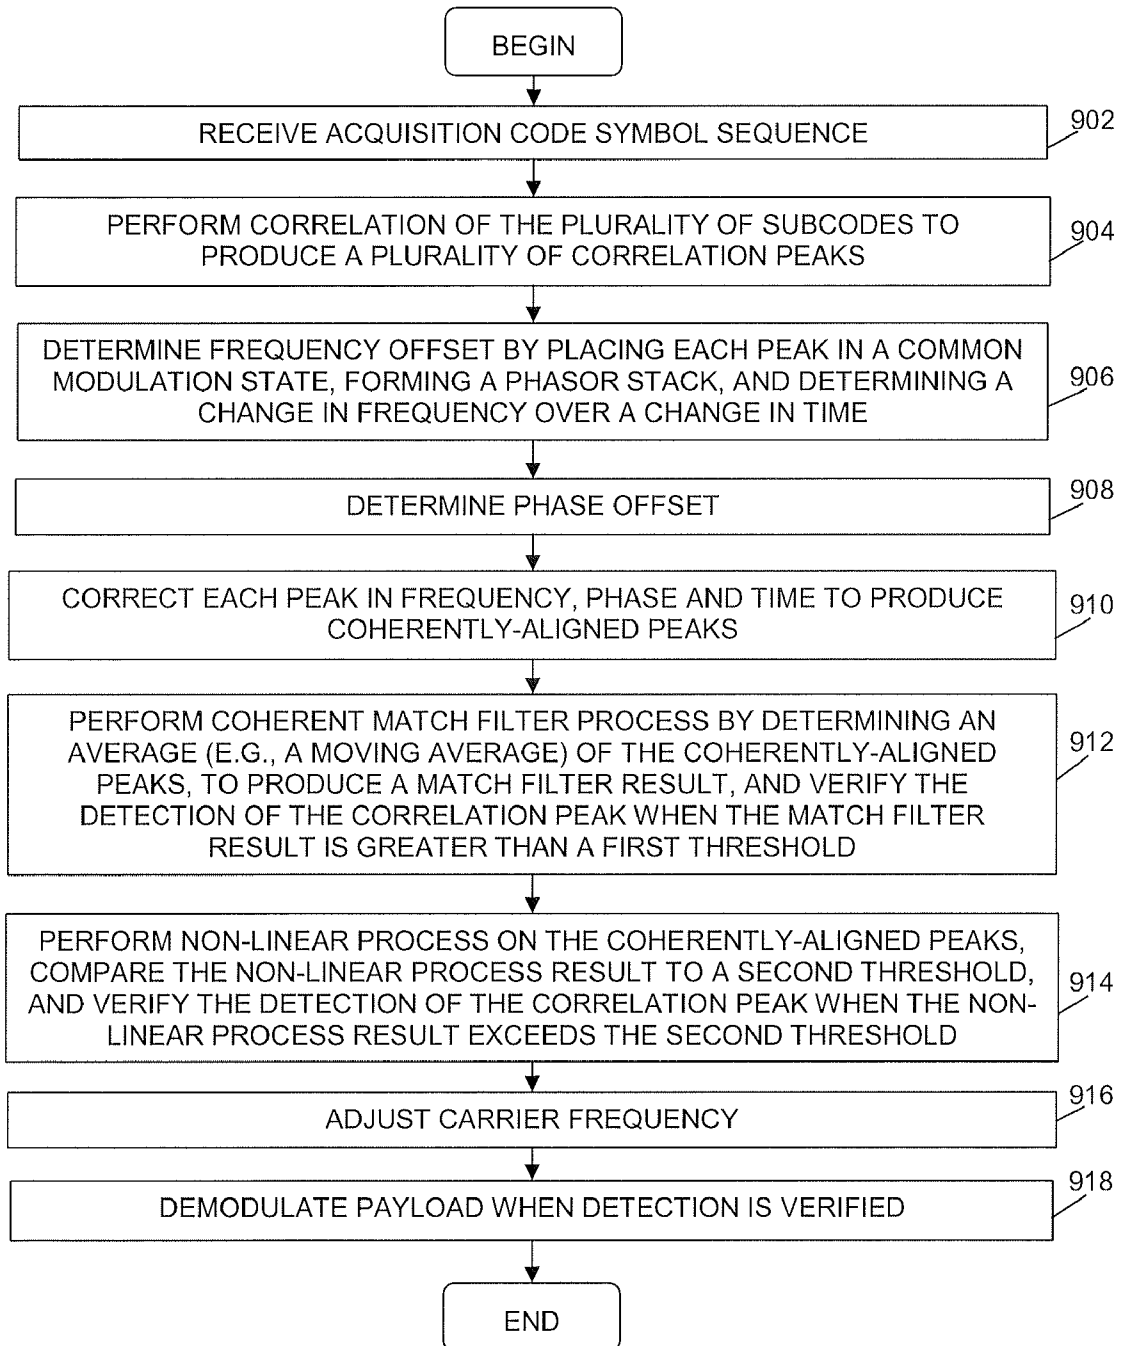 BEGIN
RECEIVE ACQUISITION CODE SYMBOL SEQUENCE
902
PERFORM CORRELATION OF THE PLURALITY OF SUBCODES TO
PRODUCE A PLURALITY OF CORRELATION PEAKS
904
DETERMINE FREQUENCY OFFSET BY PLACING EACH PEAK IN A COMMON
MODULATION STATE, FORMING A PHASOR STACK, AND DETERMINING A
CHANGE IN FREQUENCY OVER A CHANGE IN TIME
906
DETERMINE PHASE OFFSET
908
CORRECT EACH PEAK IN FREQUENCY, PHASE AND TIME TO PRODUCE
COHERENTLY-ALIGNED PEAKS
910
PERFORM COHERENT MATCH FILTER PROCESS BY DETERMINING AN
AVERAGE (E.G., A MOVING AVERAGE) OF THE COHERENTLY-ALIGNED
PEAKS, TO PRODUCE A MATCH FILTER RESULT, AND VERIFY THE
DETECTION OF THE CORRELATION PEAK WHEN THE MATCH FILTER
RESULT IS GREATER THAN A FIRST THRESHOLD
912
PERFORM NON-LINEAR PROCESS ON THE COHERENTLY-ALIGNED PEAKS,
COMPARE THE NON-LINEAR PROCESS RESULT TO A SECOND THRESHOLD,
AND VERIFY THE DETECTION OF THE CORRELATION PEAK WHEN THE NON-
LINEAR PROCESS RESULT EXCEEDS THE SECOND THRESHOLD
914
ADJUST CARRIER FREQUENCY
916
DEMODULATE PAYLOAD WHEN DETECTION IS VERIFIED
918
END